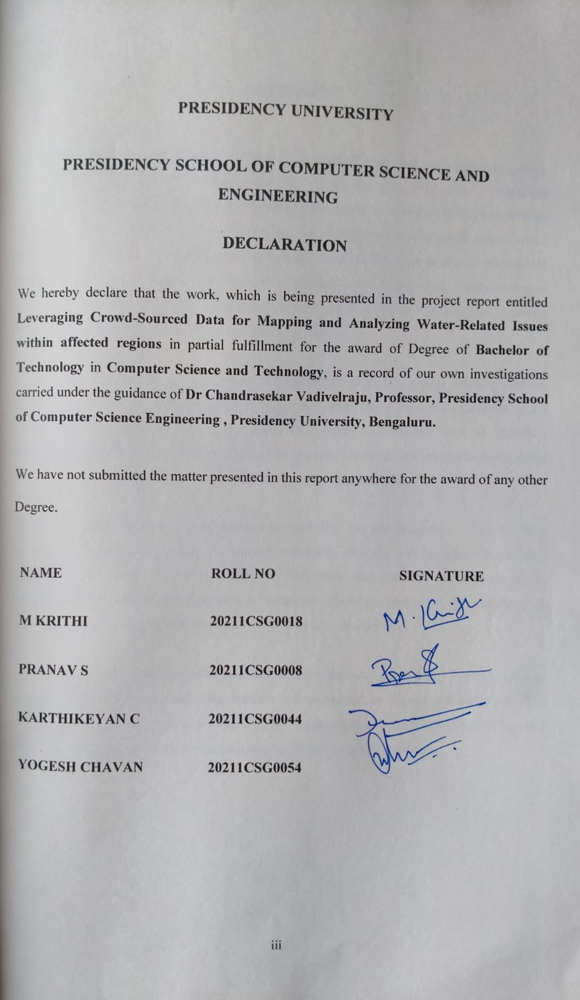 PRESIDENCY UNIVERSITY
PRESIDENCY SCHOOL OF COMPUTER SCIENCE AND
ENGINEERING
DECLARATION
We hereby declare that the work, which is being presented in the project report entitled
Leveraging Crowd-Sourced Data for Mapping and Analyzing Water-Related Issues
within affected regions in partial fulfillment for the award of Degree of Bachelor of
Technology in Computer Science and Technology, is a record of our own investigations
carried under the guidance of Dr Chandrasekar Vadivelraju, Professor, Presidency School
of Computer Science Engineering , Presidency University, Bengaluru.
We have not submitted the matter presented in this report anywhere for the award of any other
Degree.
NAME ROLL NO SIGNATURE
M KRITHI 20211CSG0018 M. Krithi
PRANAV S 20211CSG0008
KARTHIKEYAN C 20211CSG0044
YOGESH CHAVAN 20211CSG0054
iii